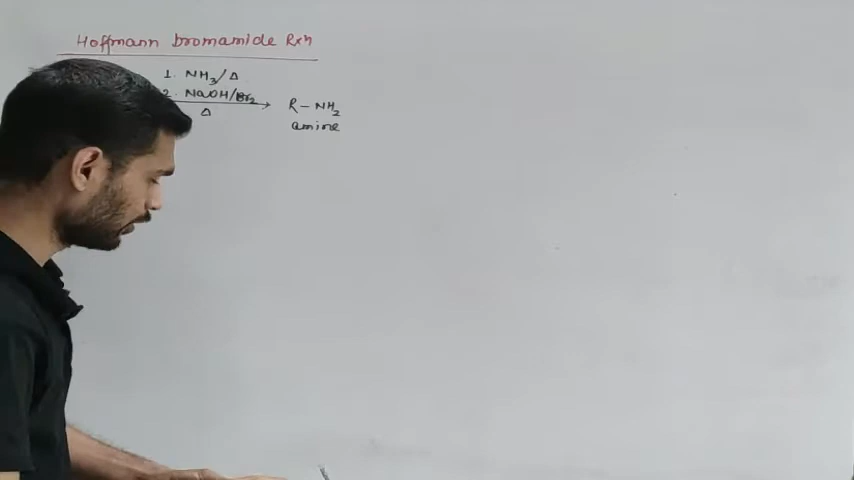 Hoffmann bromamide Rxn
1. NH3/Δ
2. NaOH/Br2
Δ
R-NH2
amine